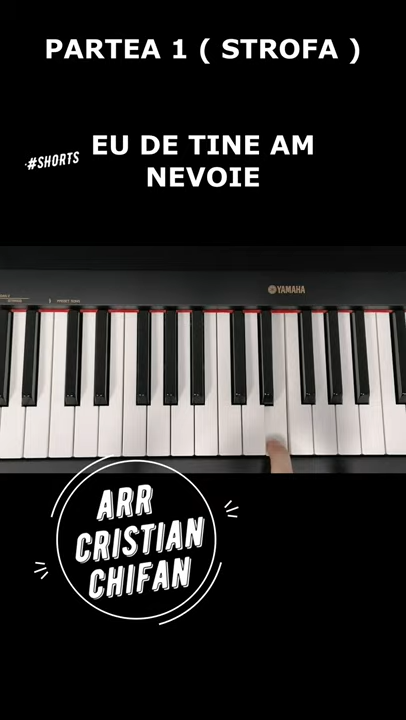 PARTEA 1 ( STROFA )
#SHORTS
EU DE TINE AM
NEVOIE
YAMAHA
ARR
CRISTIAN
CHIFAN